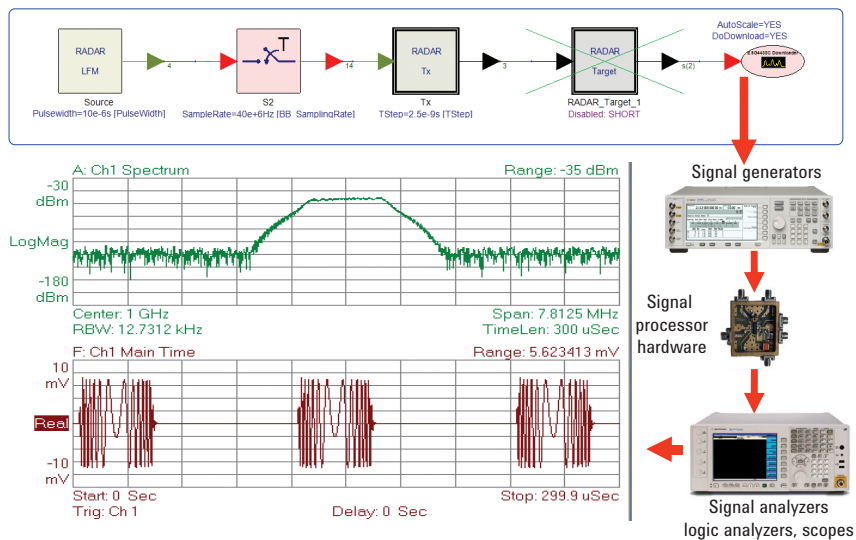 AutoScale=YES
DoDownload=YES
RADAR
LFM
T
RADAR
Tx
RADAR
Target
4
14
3
s(2)
Source
S2
Tx
RADAR_Target_1
Pulsewidth=10e-6s [PulseWidth]
SampleRate=40e+6Hz [BB_SamplingRate]
TStep=2.5e-9s [TStep]
Disabled: SHORT
A: Ch1 Spectrum
Range: -35 dBm
-30
dBm
LogMag
-180
dBm
Center: 1 GHz
Span: 7.8125 MHz
RBW: 12.7312 kHz
TimeLen: 300 uSec
F: Ch1 Main Time
Range: 5.623413 mV
10
mV
Real
-10
mV
Start: 0 Sec
Stop: 299.9 uSec
Trig: Ch 1
Delay: 0 Sec
Signal generators
Signal
processor
hardware
Signal analyzers
logic analyzers, scopes